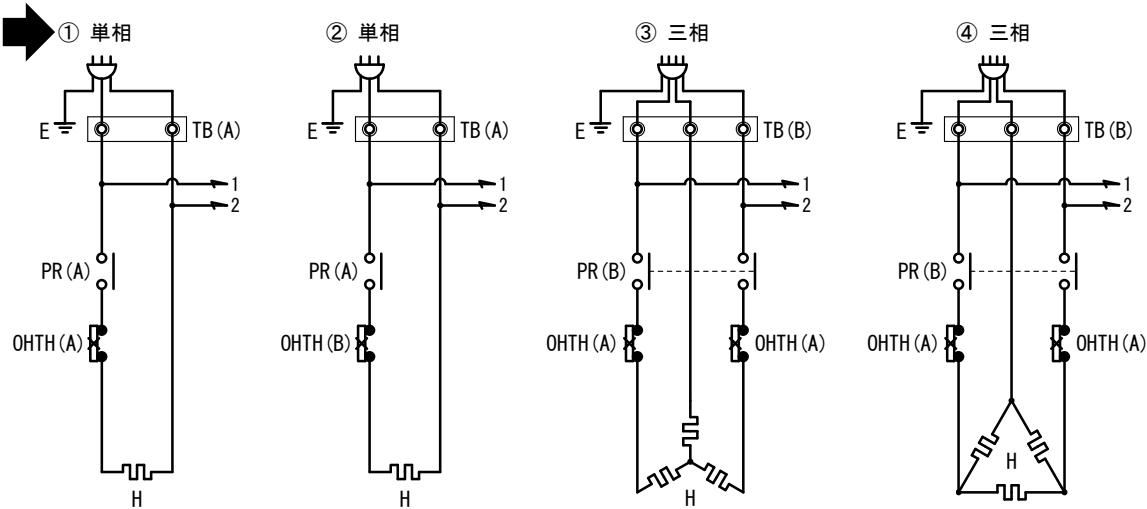 ① 単相
② 単相
③ 三相
④ 三相
E
TB(A)
E
TB(A)
E
TB(B)
E
TB(B)
1
2
1
2
1
2
1
2
PR(A)
PR(A)
PR(B)
PR(B)
OHTH(A)
OHTH(B)
OHTH(A)
OHTH(A)
OHTH(A)
OHTH(A)
H
H
H
H